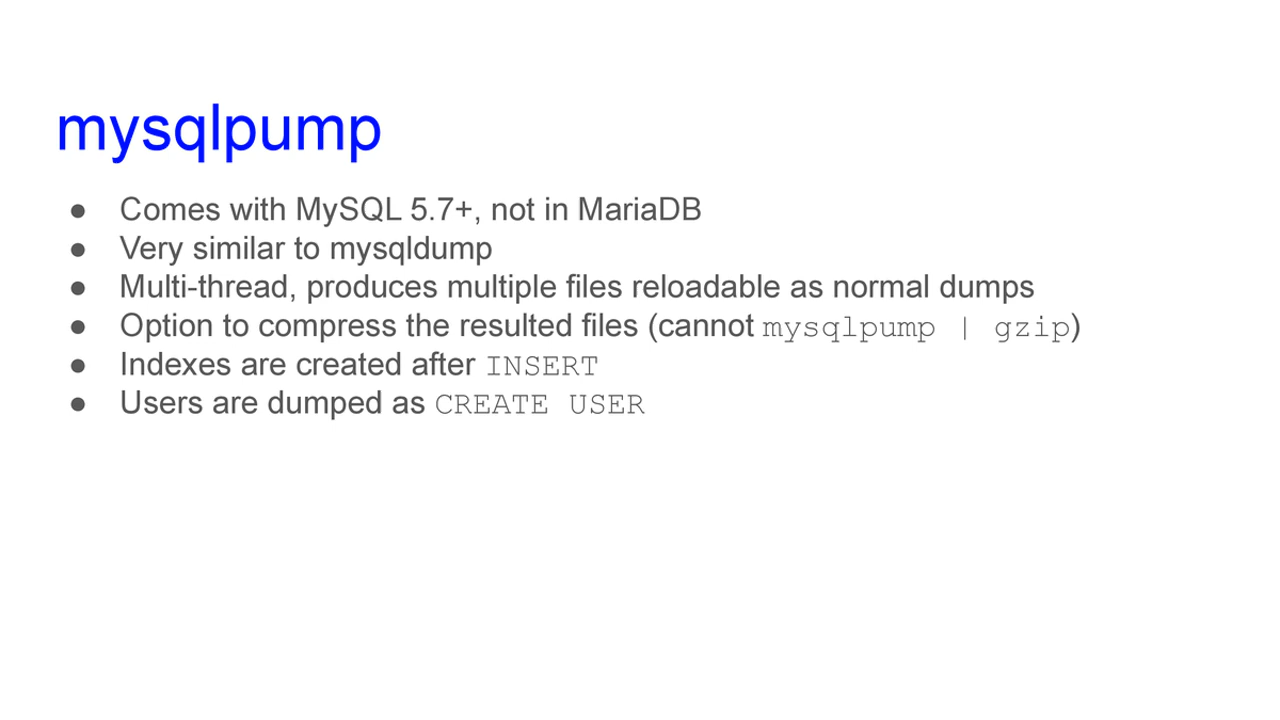 mysqlpump
● Comes with MySQL 5.7+, not in MariaDB
● Very similar to mysqldump
● Multi-thread, produces multiple files reloadable as normal dumps
● Option to compress the resulted files (cannot mysqlpump | gzip)
● Indexes are created after INSERT
● Users are dumped as CREATE USER